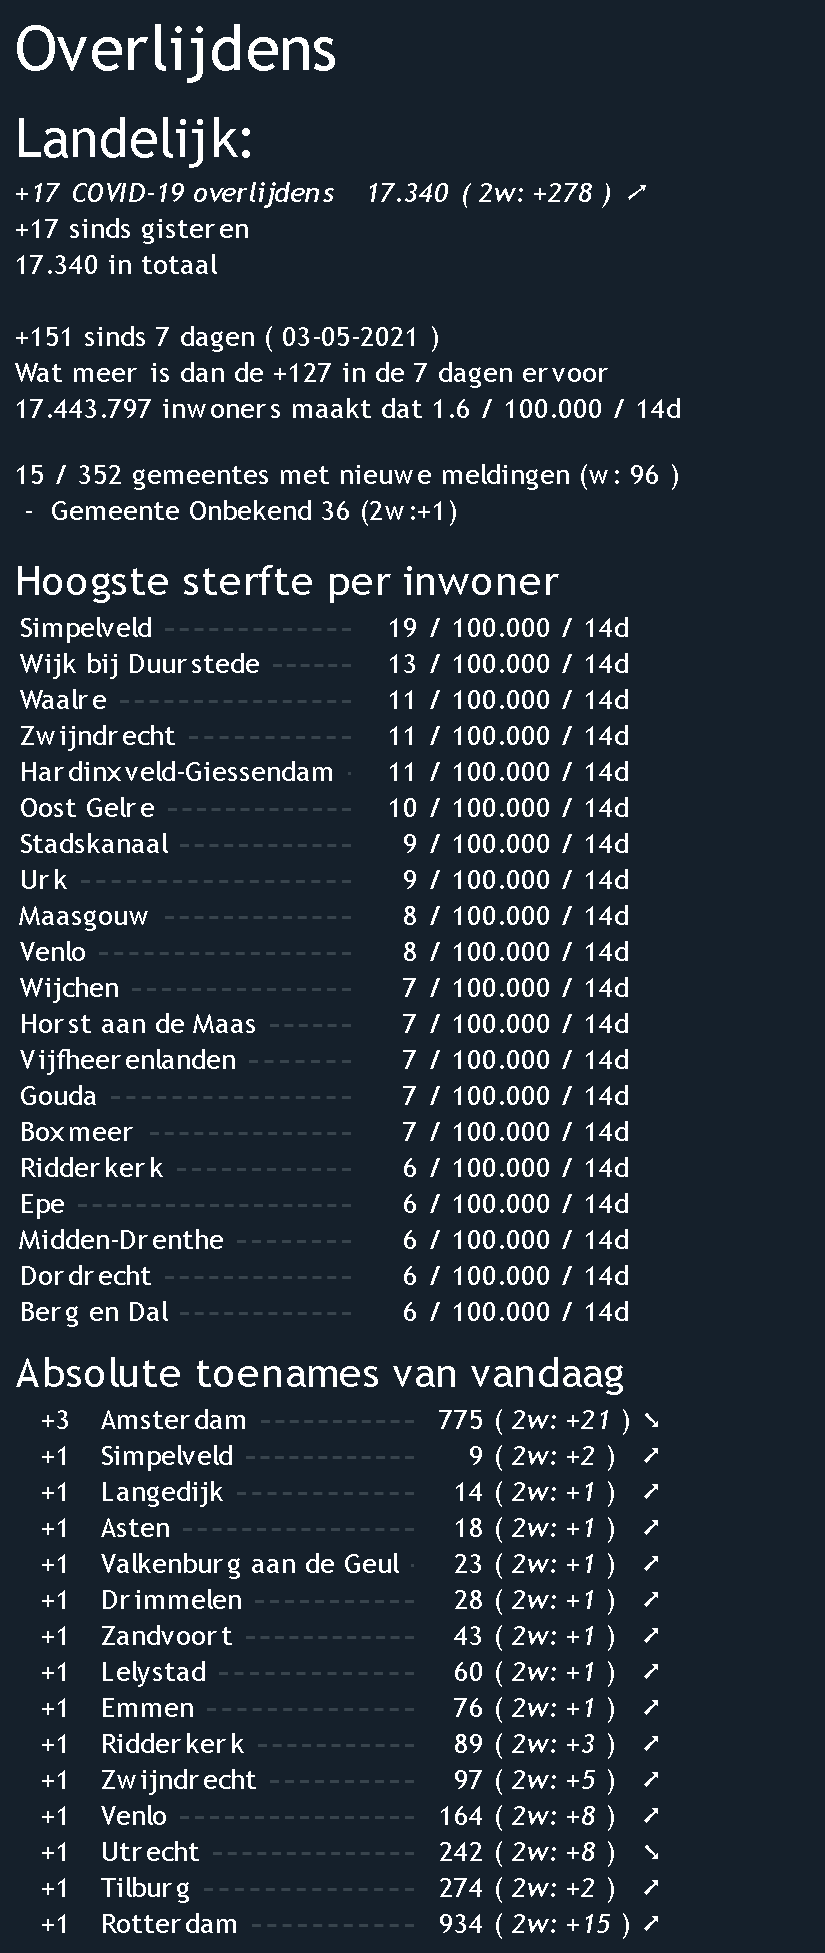 Overlijdens
Landelijk:
+17 COVID-19 overlijdens 17.340 ( 2w: +278 ) ↗
+17 sinds gisteren
17.340 in totaal
+151 sinds 7 dagen ( 03-05-2021 )
Wat meer is dan de +127 in de 7 dagen ervoor
17.443.797 inwoners maakt dat 1.6 / 100.000 / 14d
15 / 352 gemeentes met nieuwe meldingen (w: 96 )
- Gemeente Onbekend 36 (2w:+1)
Hoogste sterfte per inwoner
Simpelveld ------------- 19 / 100.000 / 14d
Wijk bij Duurstede ------ 13 / 100.000 / 14d
Waalre ---------------- 11 / 100.000 / 14d
Zwijndrecht ----------- 11 / 100.000 / 14d
Hardinxveld-Giessendam - 11 / 100.000 / 14d
Oost Gelre ------------- 10 / 100.000 / 14d
Stadskanaal ------------ 9 / 100.000 / 14d
Urk ------------------- 9 / 100.000 / 14d
Maasgouw ------------- 8 / 100.000 / 14d
Venlo ------------------ 8 / 100.000 / 14d
Wijchen --------------- 7 / 100.000 / 14d
Horst aan de Maas ------ 7 / 100.000 / 14d
Vijfheerenlanden ------- 7 / 100.000 / 14d
Gouda ----------------- 7 / 100.000 / 14d
Boxmeer -------------- 7 / 100.000 / 14d
Ridderkerk ------------ 6 / 100.000 / 14d
Epe ------------------- 6 / 100.000 / 14d
Midden-Drenthe -------- 6 / 100.000 / 14d
Dordrecht ------------- 6 / 100.000 / 14d
Berg en Dal ------------ 6 / 100.000 / 14d
Absolute toenames van vandaag
+3 Amsterdam ----------- 775 ( 2w: +21 ) ↘
+1 Simpelveld ------------ 9 ( 2w: +2 ) ↗
+1 Langedijk ------------ 14 ( 2w: +1 ) ↗
+1 Asten ---------------- 18 ( 2w: +1 ) ↗
+1 Valkenburg aan de Geul - 23 ( 2w: +1 ) ↗
+1 Drimmelen ----------- 28 ( 2w: +1 ) ↗
+1 Zandvoort ------------ 43 ( 2w: +1 ) ↗
+1 Lelystad -------------- 60 ( 2w: +1 ) ↗
+1 Emmen --------------- 76 ( 2w: +1 ) ↗
+1 Ridderkerk ----------- 89 ( 2w: +3 ) ↗
+1 Zwijndrecht ---------- 97 ( 2w: +5 ) ↗
+1 Venlo ----------------- 164 ( 2w: +8 ) ↗
+1 Utrecht -------------- 242 ( 2w: +8 ) ↘
+1 Tilburg --------------- 274 ( 2w: +2 ) ↗
+1 Rotterdam ----------- 934 ( 2w: +15 ) ↗